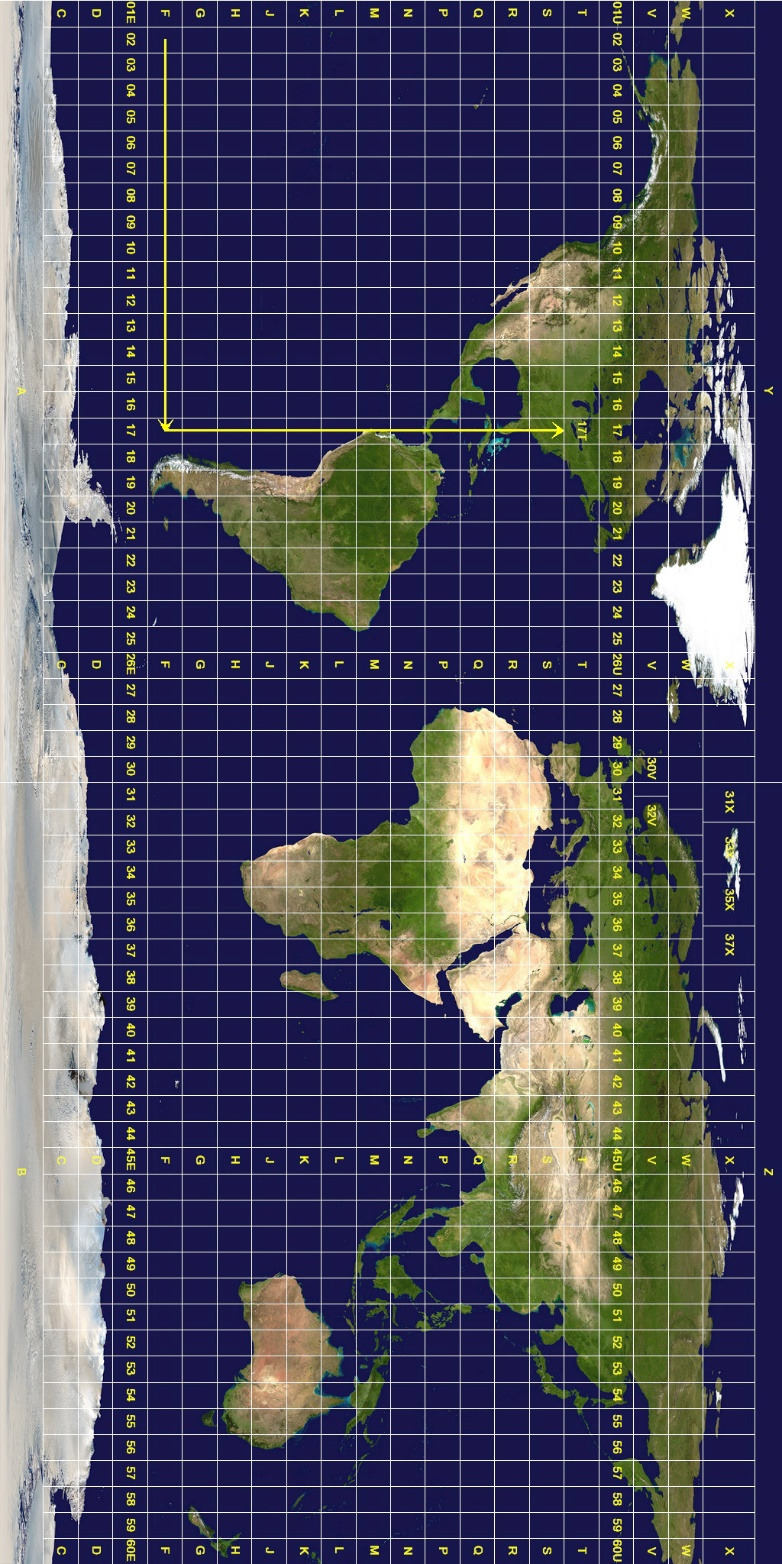 Y Z
X X 31X 33X 35X 37X X X
W W W W
V V 30V 32V V V
01U 02 03 04 05 06 07 08 09 10 11 12 13 14 15 16 17 18 19 20 21 22 23 24 25 26U 27 28 29 30 31 32 33 34 35 36 37 38 39 40 41 42 43 44 45U 46 47 48 49 50 51 52 53 54 55 56 57 58 59 60U
T 17T T T T
S S S S
R R R R
Q Q Q Q
P P P P
N N N N
M M M M
L L L L
K K K K
J J J J
H H H H
G G G G
F F F F
01E 02 03 04 05 06 07 08 09 10 11 12 13 14 15 16 17 18 19 20 21 22 23 24 25 26E 27 28 29 30 31 32 33 34 35 36 37 38 39 40 41 42 43 44 45E 46 47 48 49 50 51 52 53 54 55 56 57 58 59 60E
D D D D
C C C C
A B